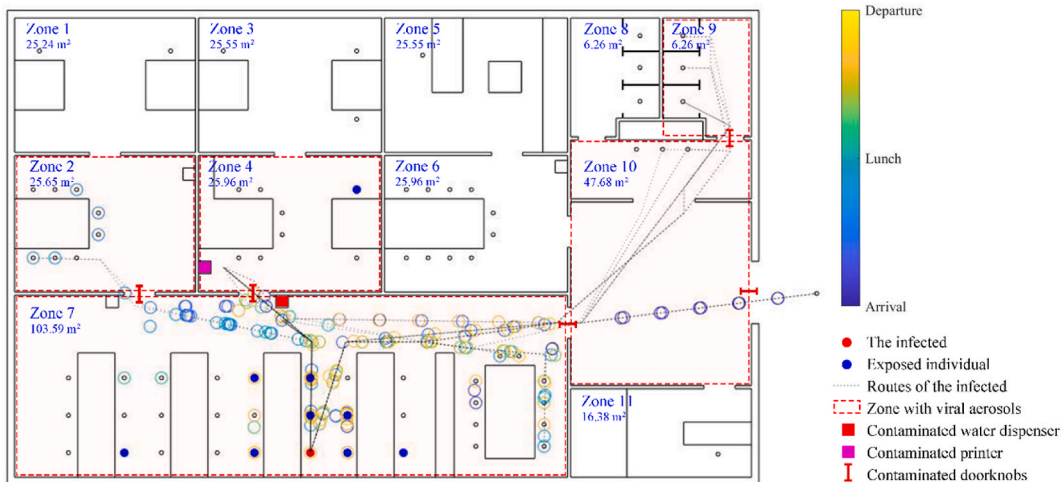 Zone 1
25.24 m²
Zone 3
25.55 m²
Zone 5
25.55 m²
Zone 8
6.26 m²
Zone 9
6.26 m²
Zone 2
25.65 m²
Zone 4
25.96 m²
Zone 6
25.96 m²
Zone 10
47.68 m²
Zone 7
103.59 m²
Zone 11
16.38 m²
Departure
Lunch
Arrival
The infected
Exposed individual
Routes of the infected
Zone with viral aerosols
Contaminated water dispenser
Contaminated printer
Contaminated doorknobs